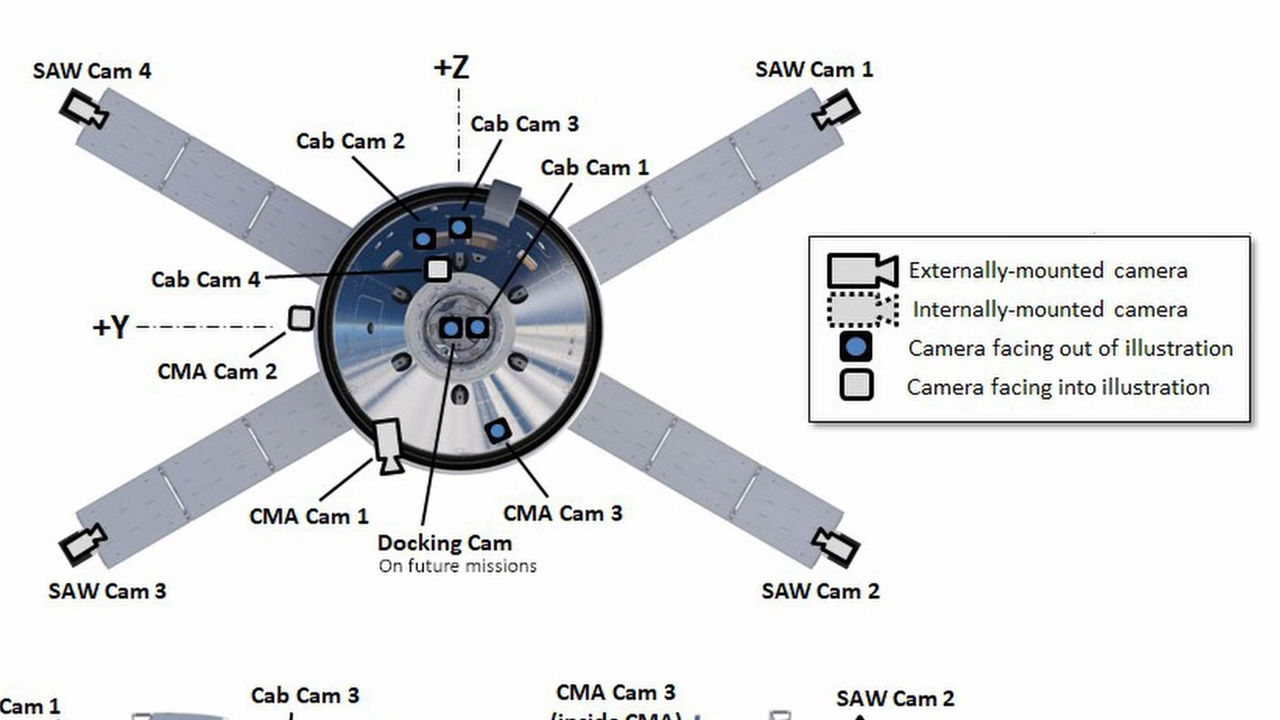 +Z
SAW Cam 4
SAW Cam 1
Cab Cam 3
Cab Cam 2
Cab Cam 1
Externally-mounted camera
Cab Cam 4
Internally-mounted camera
+Y
Camera facing out of illustration
CMA Cam 2
Camera facing into illustration
CMA Cam 1
CMA Cam 3
Docking Cam
On future missions
SAW Cam 3
SAW Cam 2
Cam 1
Cab Cam 3
CMA Cam 3
(inside CMA)
SAW Cam 2